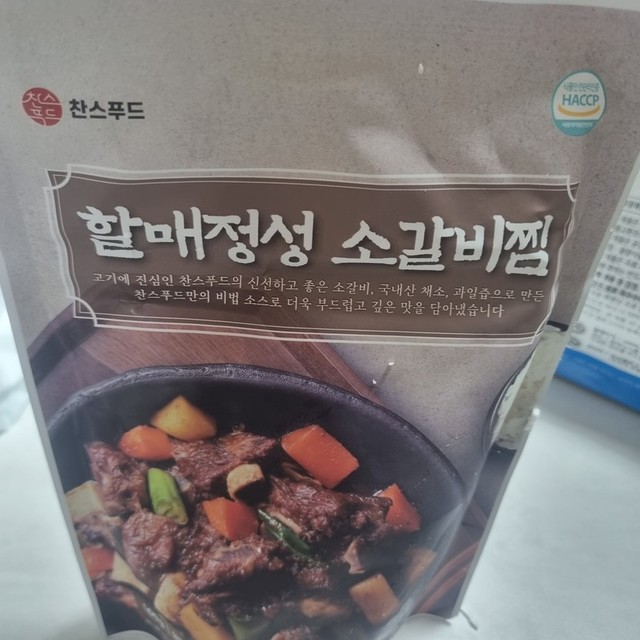 찬스
푸드
찬스푸드
HACCP
할매정성 소갈비찜
고기에 진심인 찬스푸드의 신선하고 좋은 소갈비, 국내산 채소, 과일즙으로 만든
찬스푸드만의 비법 소스로 더욱 부드럽고 깊은 맛을 담아냈습니다